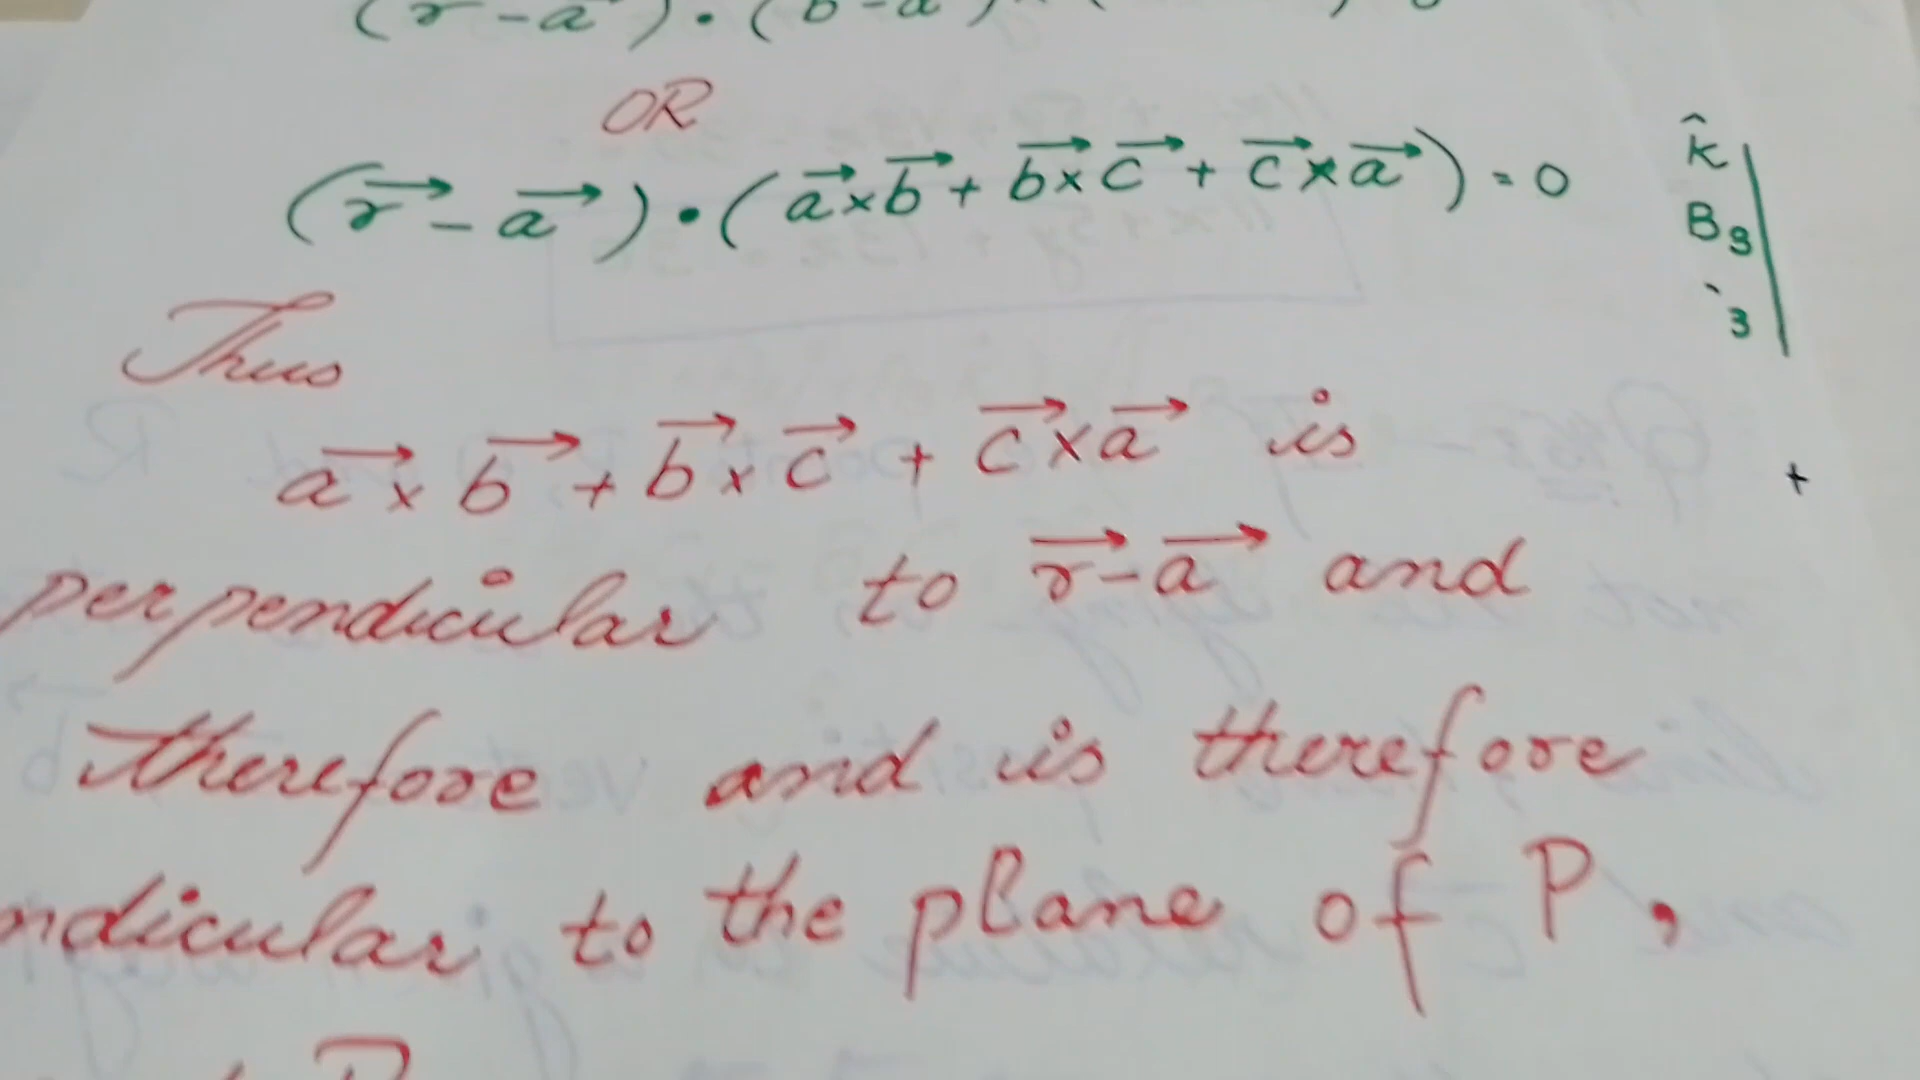 OR
(r⃗ - a⃗) • (a⃗ × b⃗ + b⃗ × c⃗ + c⃗ × a⃗) = 0
k̂
B₃
3
Thus
a⃗ × b⃗ + b⃗ × c⃗ + c⃗ × a⃗ is
+
perpendicular to r⃗ - a⃗ and
therefore and is therefore
ndicular to the plane of P,